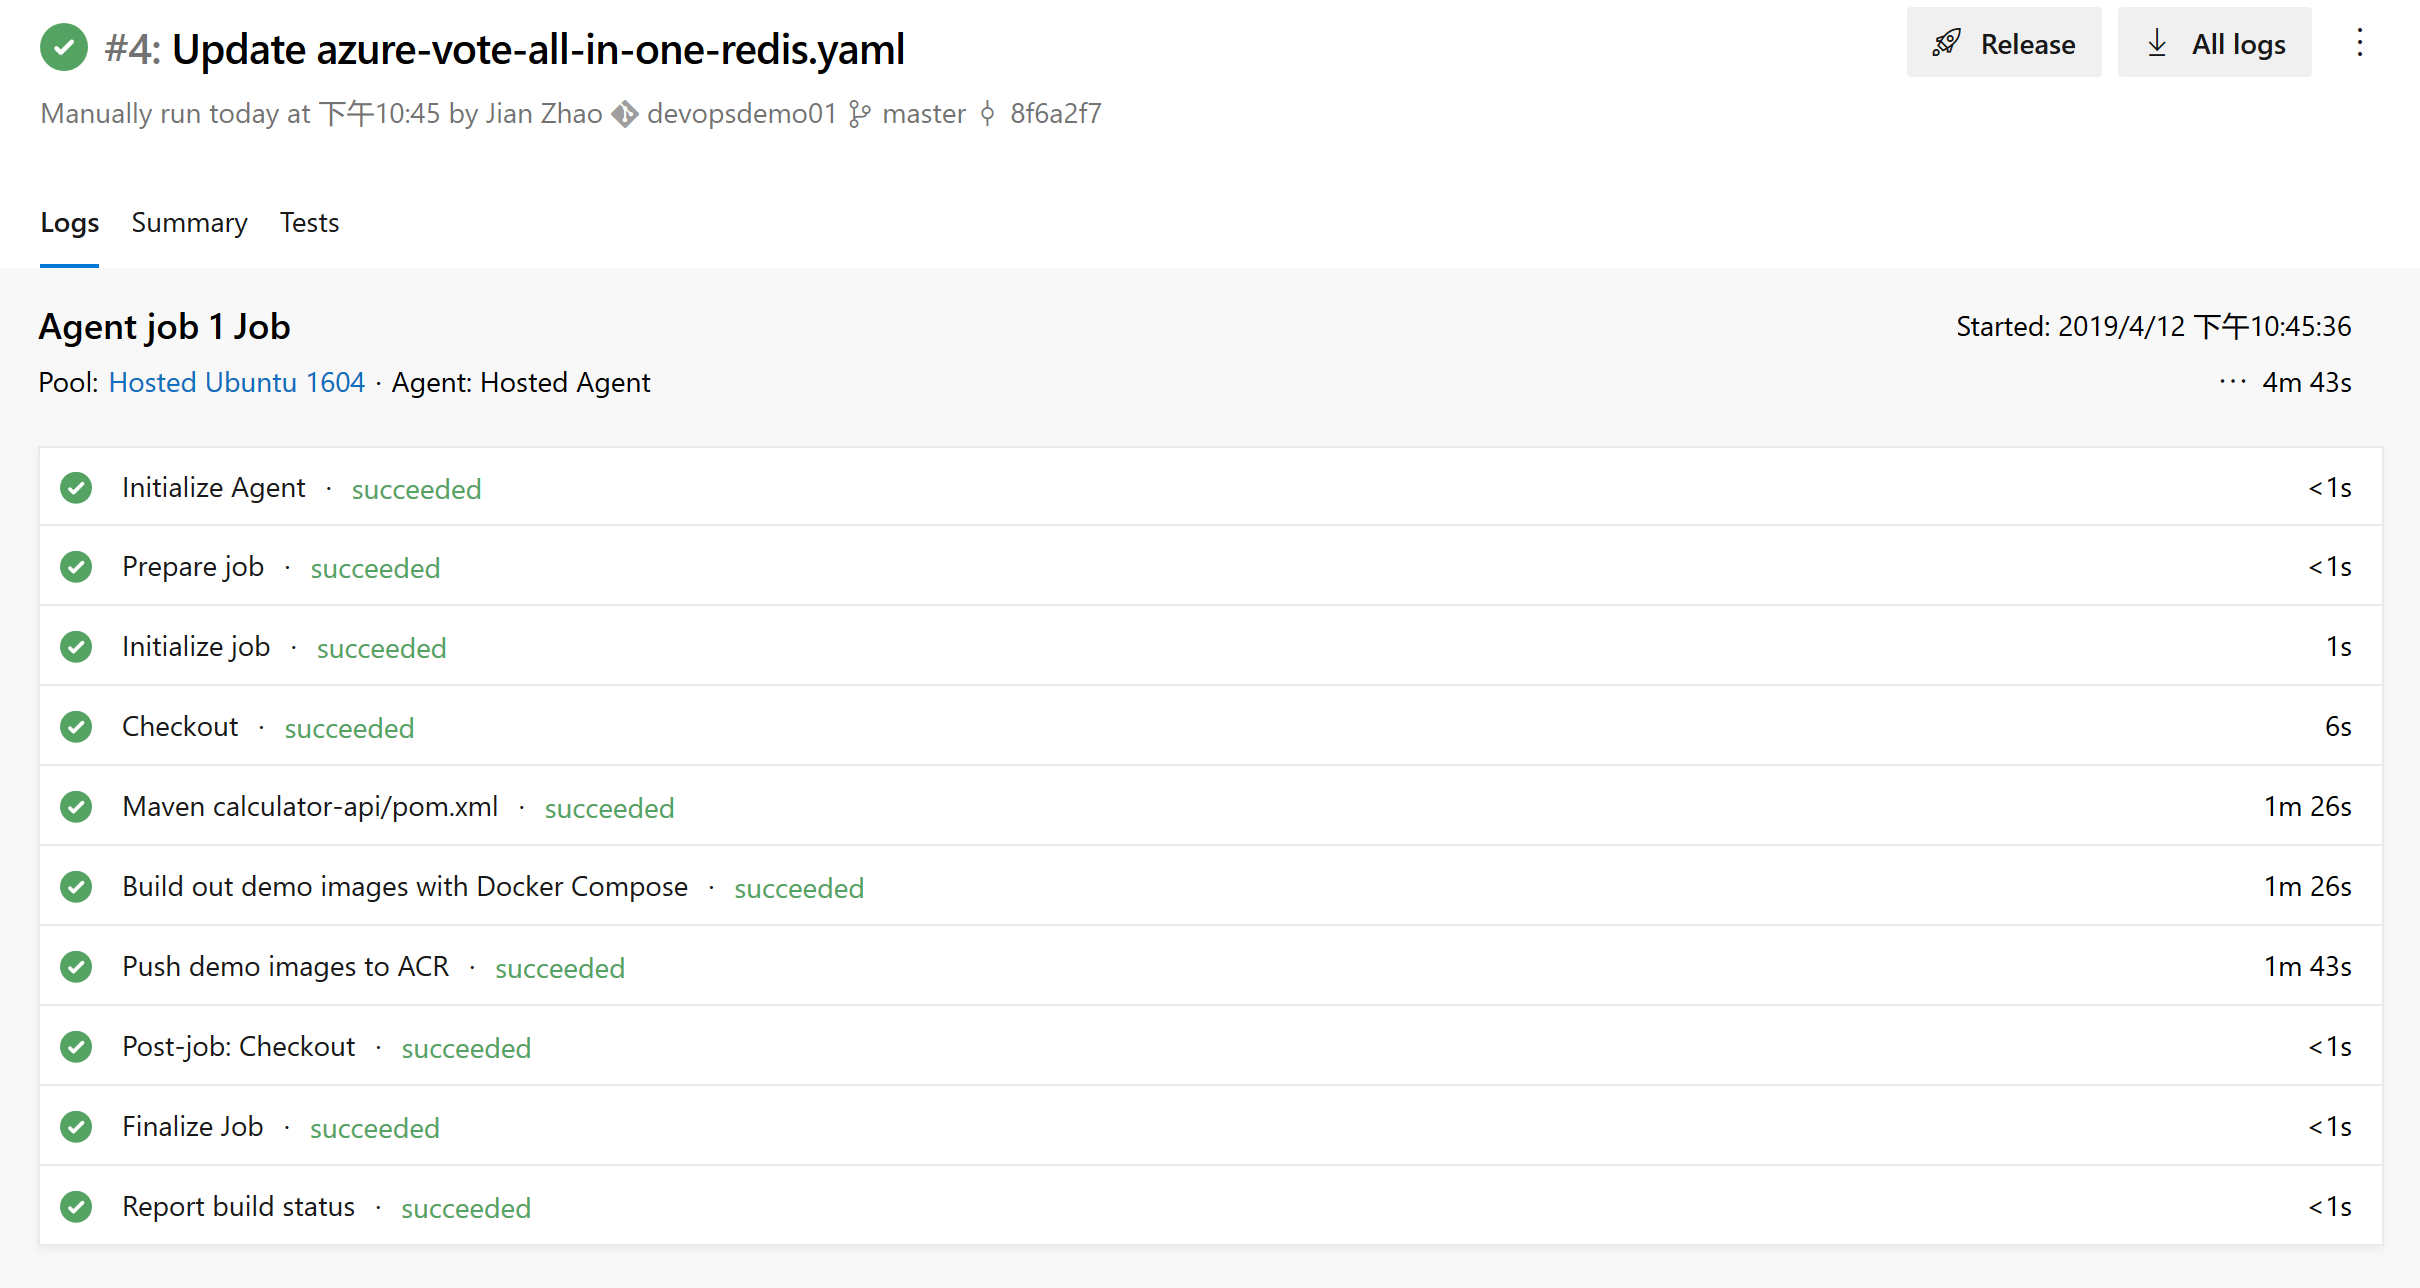 #4: Update azure-vote-all-in-one-redis.yaml
Release
All logs
Manually run today at 下午10:45 by Jian Zhao devopsdemo01 master 8f6a2f7
Logs Summary Tests
Agent job 1 Job
Started: 2019/4/12 下午10:45:36
Pool: Hosted Ubuntu 1604 · Agent: Hosted Agent
··· 4m 43s
Initialize Agent · succeeded <1s
Prepare job · succeeded <1s
Initialize job · succeeded 1s
Checkout · succeeded 6s
Maven calculator-api/pom.xml · succeeded 1m 26s
Build out demo images with Docker Compose · succeeded 1m 26s
Push demo images to ACR · succeeded 1m 43s
Post-job: Checkout · succeeded <1s
Finalize Job · succeeded <1s
Report build status · succeeded <1s